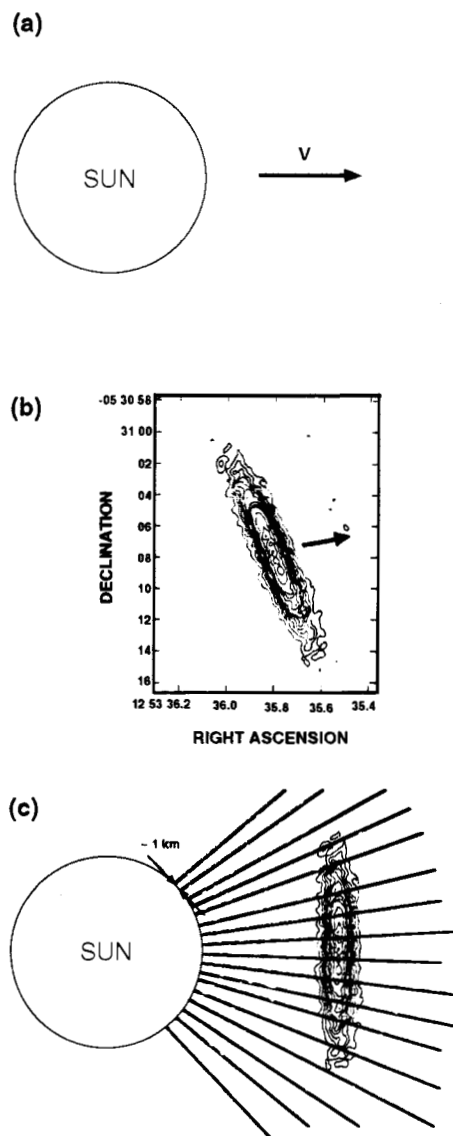 (a)
SUN
V
(b)
-05 30 58
31 00
02
04
06
08
10
12
14
16
DECLINATION
12 53 36.2 36.0 35.8 35.6 35.4
RIGHT ASCENSION
(c)
~ 1 km
SUN